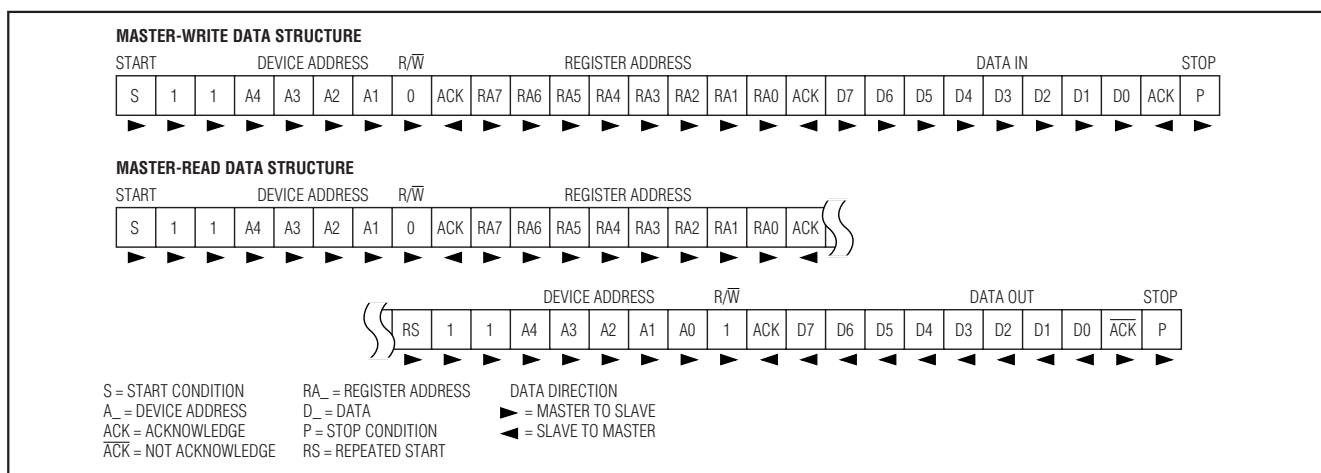 MASTER-WRITE DATA STRUCTURE
START DEVICE ADDRESS R/W̅ REGISTER ADDRESS DATA IN STOP
S 1 1 A4 A3 A2 A1 0 ACK RA7 RA6 RA5 RA4 RA3 RA2 RA1 RA0 ACK D7 D6 D5 D4 D3 D2 D1 D0 ACK P
MASTER-READ DATA STRUCTURE
START DEVICE ADDRESS R/W̅ REGISTER ADDRESS
S 1 1 A4 A3 A2 A1 0 ACK RA7 RA6 RA5 RA4 RA3 RA2 RA1 RA0 ACK
DEVICE ADDRESS R/W̅ DATA OUT STOP
RS 1 1 A4 A3 A2 A1 A0 1 ACK D7 D6 D5 D4 D3 D2 D1 D0 A̅C̅K̅ P
S = START CONDITION RA_ = REGISTER ADDRESS DATA DIRECTION
A_ = DEVICE ADDRESS D_ = DATA ► = MASTER TO SLAVE
ACK = ACKNOWLEDGE P = STOP CONDITION ◄ = SLAVE TO MASTER
A̅C̅K̅ = NOT ACKNOWLEDGE RS = REPEATED START